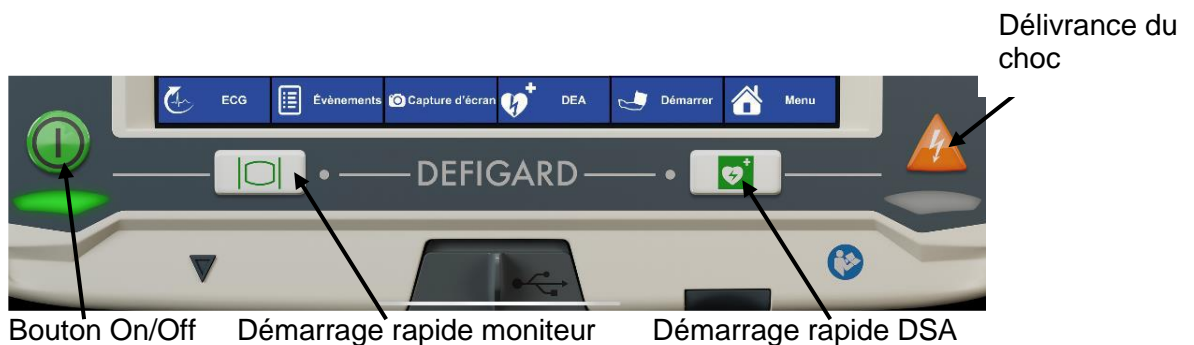 Délivrance du
choc
ECG Évènements Capture d'écran DEA Démarrer Menu
DEFIGARD
Bouton On/Off Démarrage rapide moniteur Démarrage rapide DSA